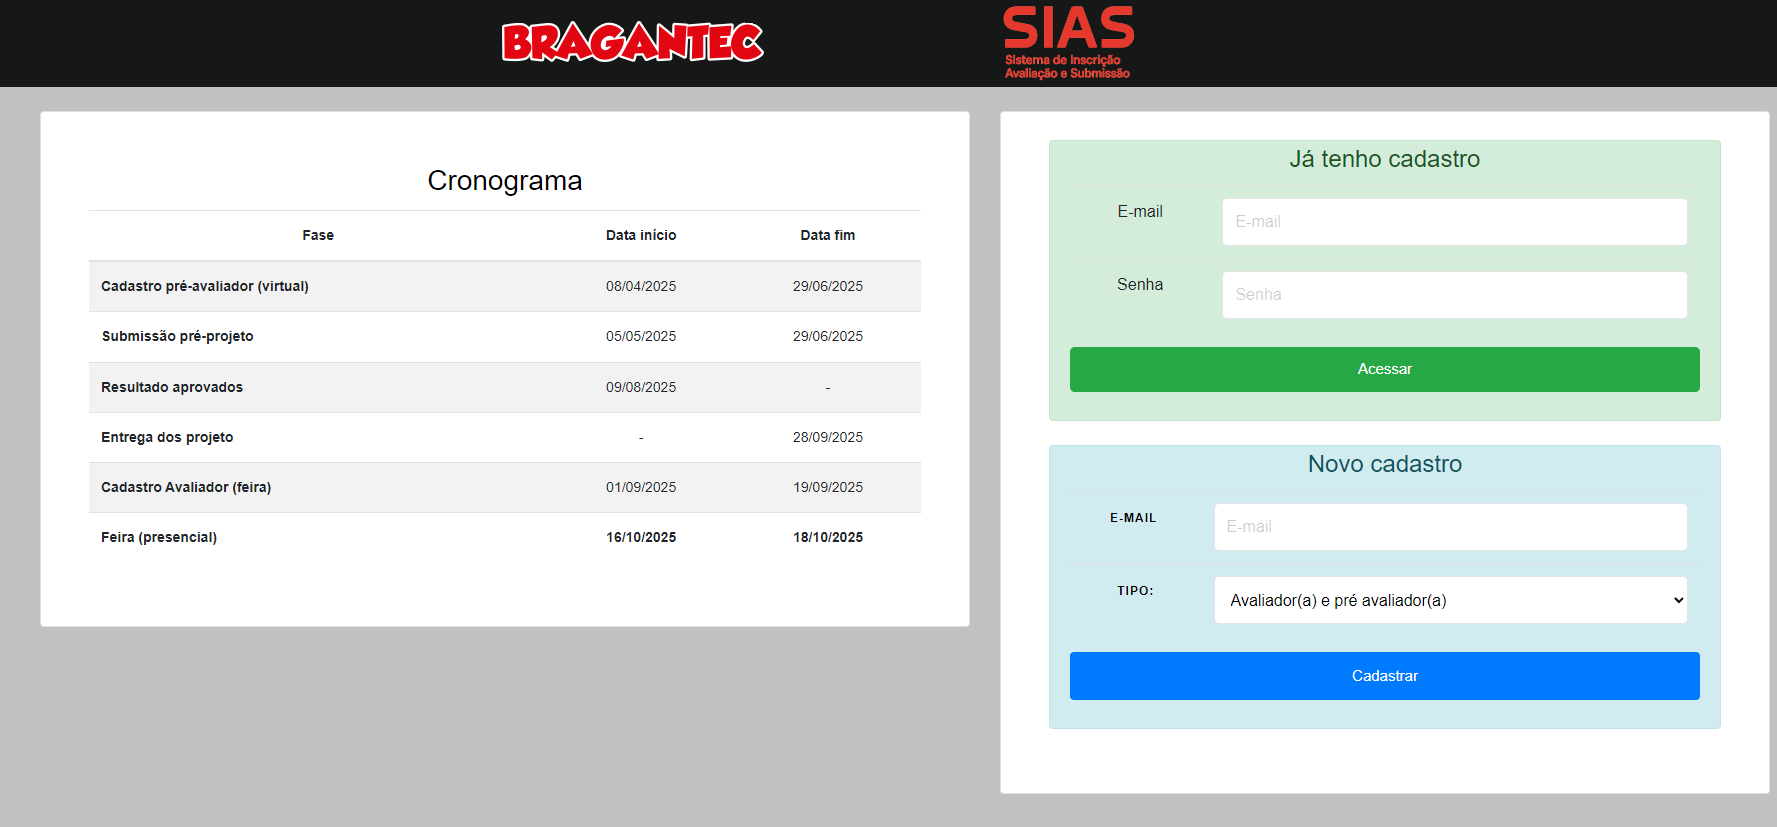 BRAGANTEC
SIAS
Sistema de Inscrição
Avaliação e Submissão
Cronograma
Fase Data início Data fim
Cadastro pré-avaliador (virtual) 08/04/2025 29/06/2025
Submissão pré-projeto 05/05/2025 29/06/2025
Resultado aprovados 09/08/2025 -
Entrega dos projeto - 28/09/2025
Cadastro Avaliador (feira) 01/09/2025 19/09/2025
Feira (presencial) 16/10/2025 18/10/2025
Já tenho cadastro
E-mail E-mail
Senha Senha
Acessar
Novo cadastro
E-MAIL E-mail
TIPO: Avaliador(a) e pré avaliador(a)
Cadastrar